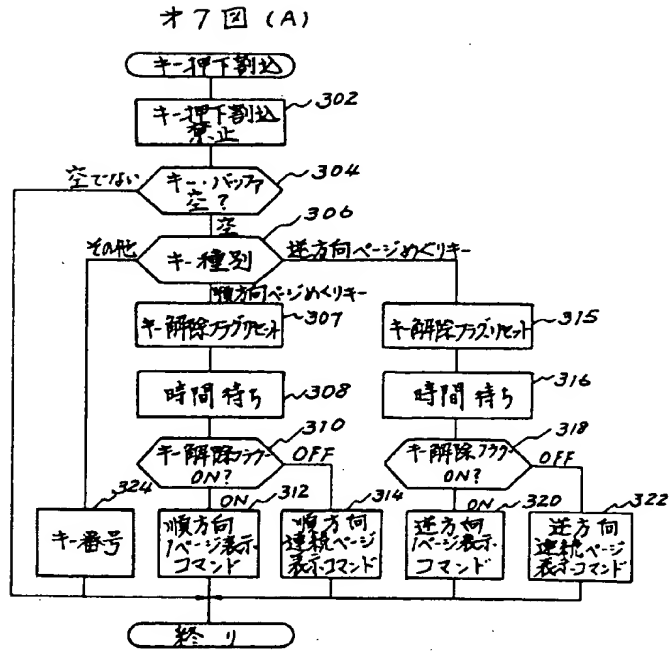 才7図(A)
キー押下割込
キー押下割込
禁止
302
空でない
キー・バッファ
空?
304
空
306
その他
キー種別
逆方向ページめくりキー
順方向ページめくりキー
307
キー解除フラグリセット
キー解除フラグリセット
315
時間待ち
308
時間待ち
316
310
キー解除フラグ
ON?
OFF
318
キー解除フラグ
ON?
OFF
324
キー番号
ON
312
順方向
1ページ表示
コマンド
314
順方向
連続ページ
表示コマンド
ON
320
逆方向
1ページ表示
コマンド
322
逆方向
連続ページ
表示コマンド
終り